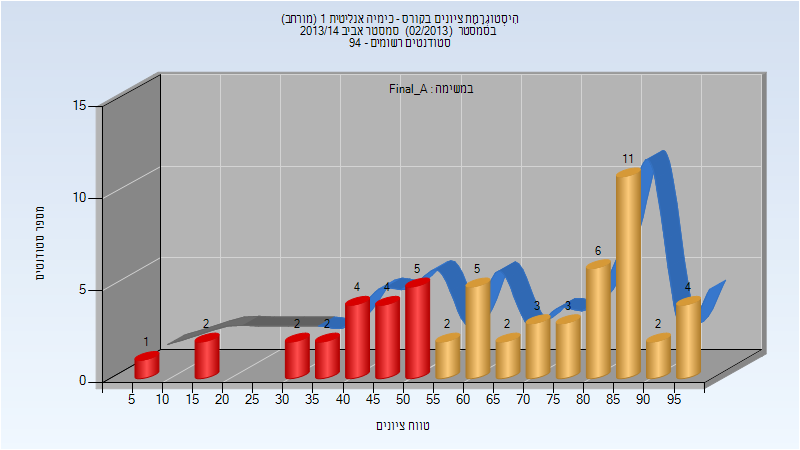 היסטוגרמת ציונים בקורס - כימיה אנליטית 1 (מורחב)
בסמסטר (02/2013) סמסטר אביב 2013/14
סטודנטים רשומים - 94
במשימה : Final_A
מספר סטודנטים
15
10
5
0
1
2
2
2
4
4
5
2
5
2
3
3
6
11
2
4
5 10 15 20 25 30 35 40 45 50 55 60 65 70 75 80 85 90 95
טווח ציונים